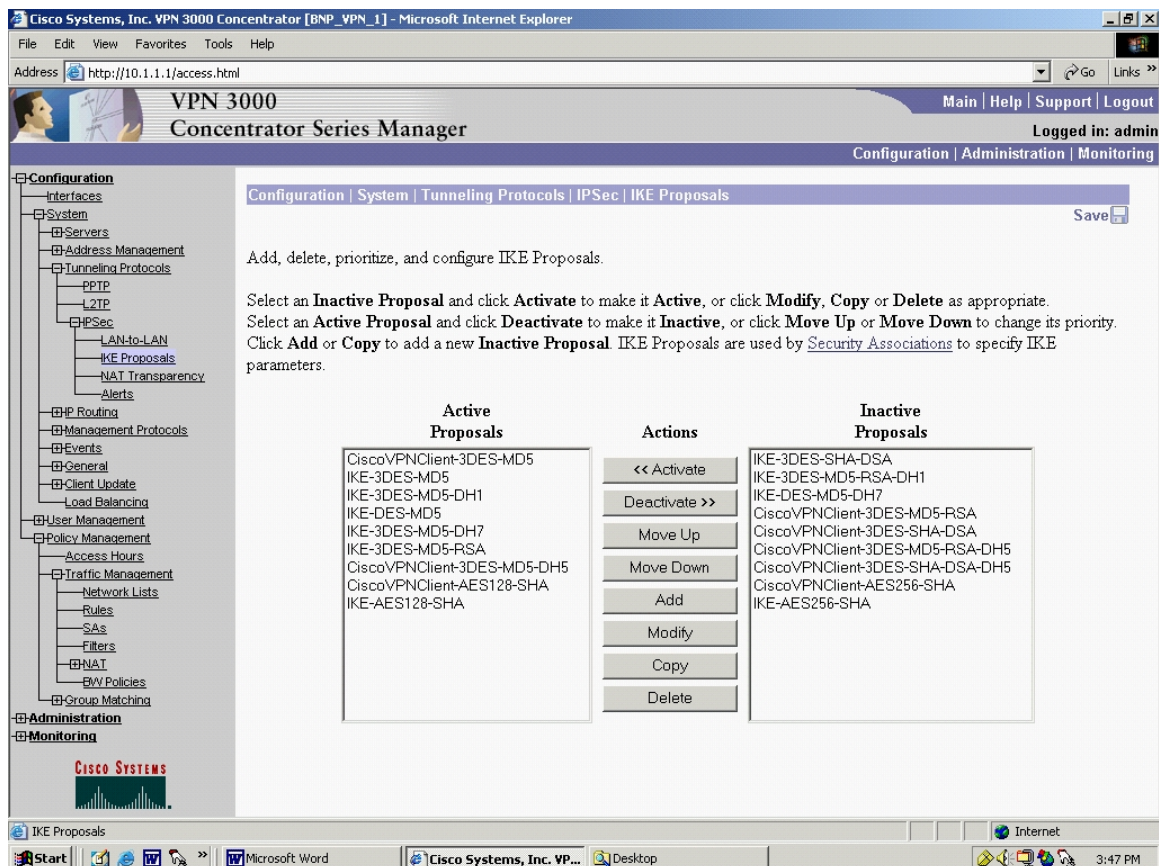 Cisco Systems, Inc. VPN 3000 Concentrator [BNP_VPN_1] - Microsoft Internet Explorer
File Edit View Favorites Tools Help
Address http://10.1.1.1/access.html Go Links »
VPN 3000
Concentrator Series Manager
Main | Help | Support | Logout
Logged in: admin
Configuration | Administration | Monitoring
Configuration
Interfaces
System
Servers
Address Management
Tunneling Protocols
PPTP
L2TP
IPSec
LAN-to-LAN
IKE Proposals
NAT Transparency
Alerts
IP Routing
Management Protocols
Events
General
Client Update
Load Balancing
User Management
Policy Management
Access Hours
Traffic Management
Network Lists
Rules
SAs
Filters
NAT
BW Policies
Group Matching
Administration
Monitoring
CISCO SYSTEMS
Configuration | System | Tunneling Protocols | IPSec | IKE Proposals
Save
Add, delete, prioritize, and configure IKE Proposals.
Select an Inactive Proposal and click Activate to make it Active, or click Modify, Copy or Delete as appropriate.
Select an Active Proposal and click Deactivate to make it Inactive, or click Move Up or Move Down to change its priority.
Click Add or Copy to add a new Inactive Proposal. IKE Proposals are used by Security Associations to specify IKE
parameters.
Active
Proposals
CiscoVPNClient-3DES-MD5
IKE-3DES-MD5
IKE-3DES-MD5-DH1
IKE-DES-MD5
IKE-3DES-MD5-DH7
IKE-3DES-MD5-RSA
CiscoVPNClient-3DES-MD5-DH5
CiscoVPNClient-AES128-SHA
IKE-AES128-SHA
Actions
<< Activate
Deactivate >>
Move Up
Move Down
Add
Modify
Copy
Delete
Inactive
Proposals
IKE-3DES-SHA-DSA
IKE-3DES-MD5-RSA-DH1
IKE-DES-MD5-DH7
CiscoVPNClient-3DES-MD5-RSA
CiscoVPNClient-3DES-SHA-DSA
CiscoVPNClient-3DES-MD5-RSA-DH5
CiscoVPNClient-3DES-SHA-DSA-DH5
CiscoVPNClient-AES256-SHA
IKE-AES256-SHA
IKE Proposals
Internet
Start » Microsoft Word Cisco Systems, Inc. VP... Desktop 3:47 PM